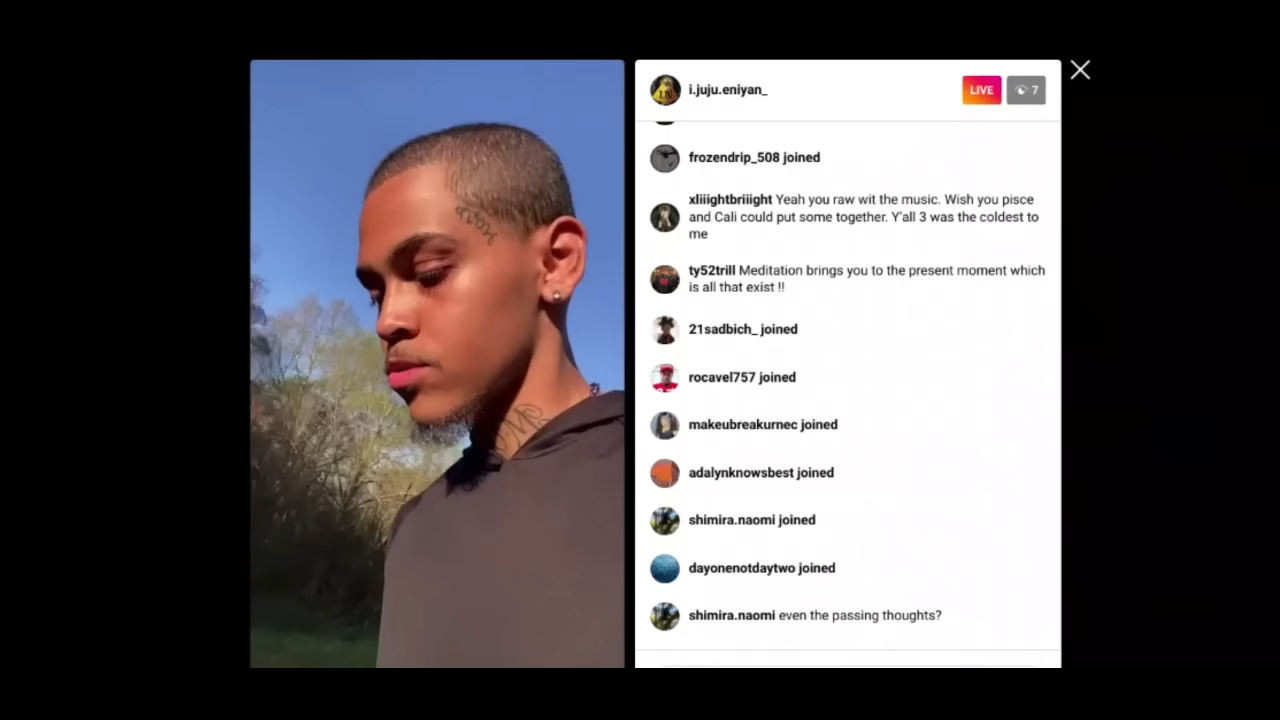 i.juju.eniyan_
LIVE
7
frozendrip_508 joined
xliiightbriiight Yeah you raw wit the music. Wish you pisce
and Cali could put some together. Y'all 3 was the coldest to
me
ty52trill Meditation brings you to the present moment which
is all that exist !!
21sadbich_ joined
rocavel757 joined
makeubreakurnec joined
adalynknowsbest joined
shimira.naomi joined
dayonenotdaytwo joined
shimira.naomi even the passing thoughts?